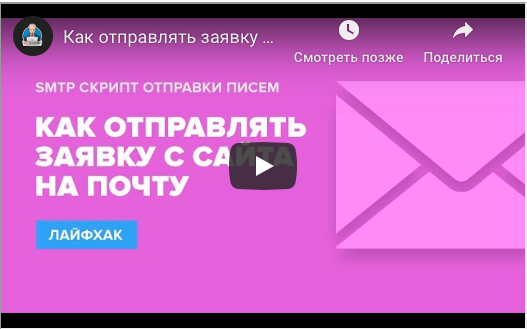 Как отправлять заявку ...
Смотреть позже
Поделиться
SMTP СКРИПТ ОТПРАВКИ ПИСЕМ
КАК ОТПРАВЛЯТЬ
ЗАЯВКУ С САЙТА
НА ПОЧТУ
ЛАЙФХАК